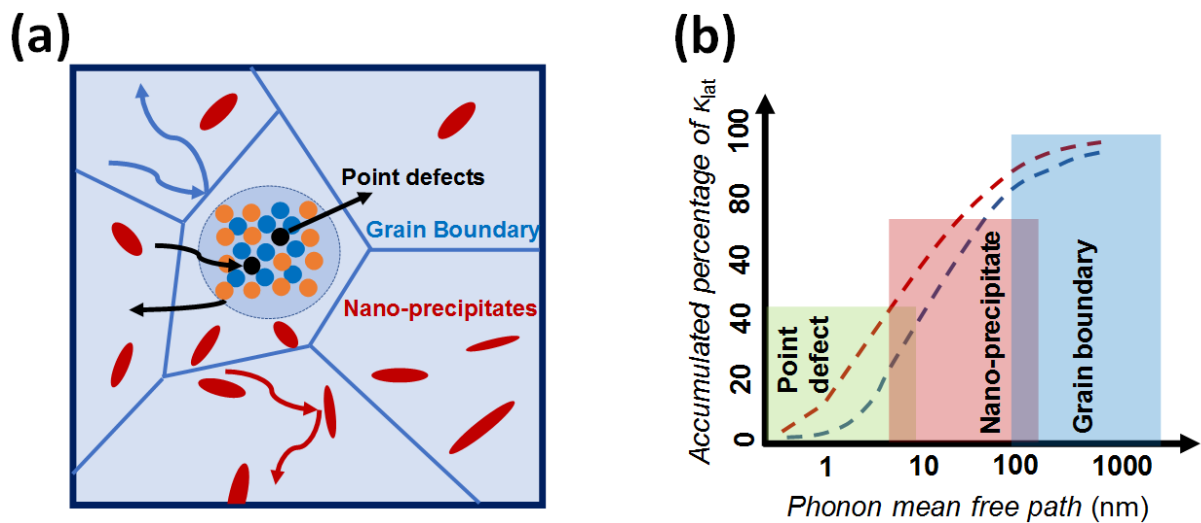 (a)
Point defects
Grain Boundary
Nano-precipitates
(b)
Accumulated percentage of κlat
100
80
40
40
20
0
Point
defect
Nano-precipitate
Grain boundary
1 10 100 1000
Phonon mean free path (nm)